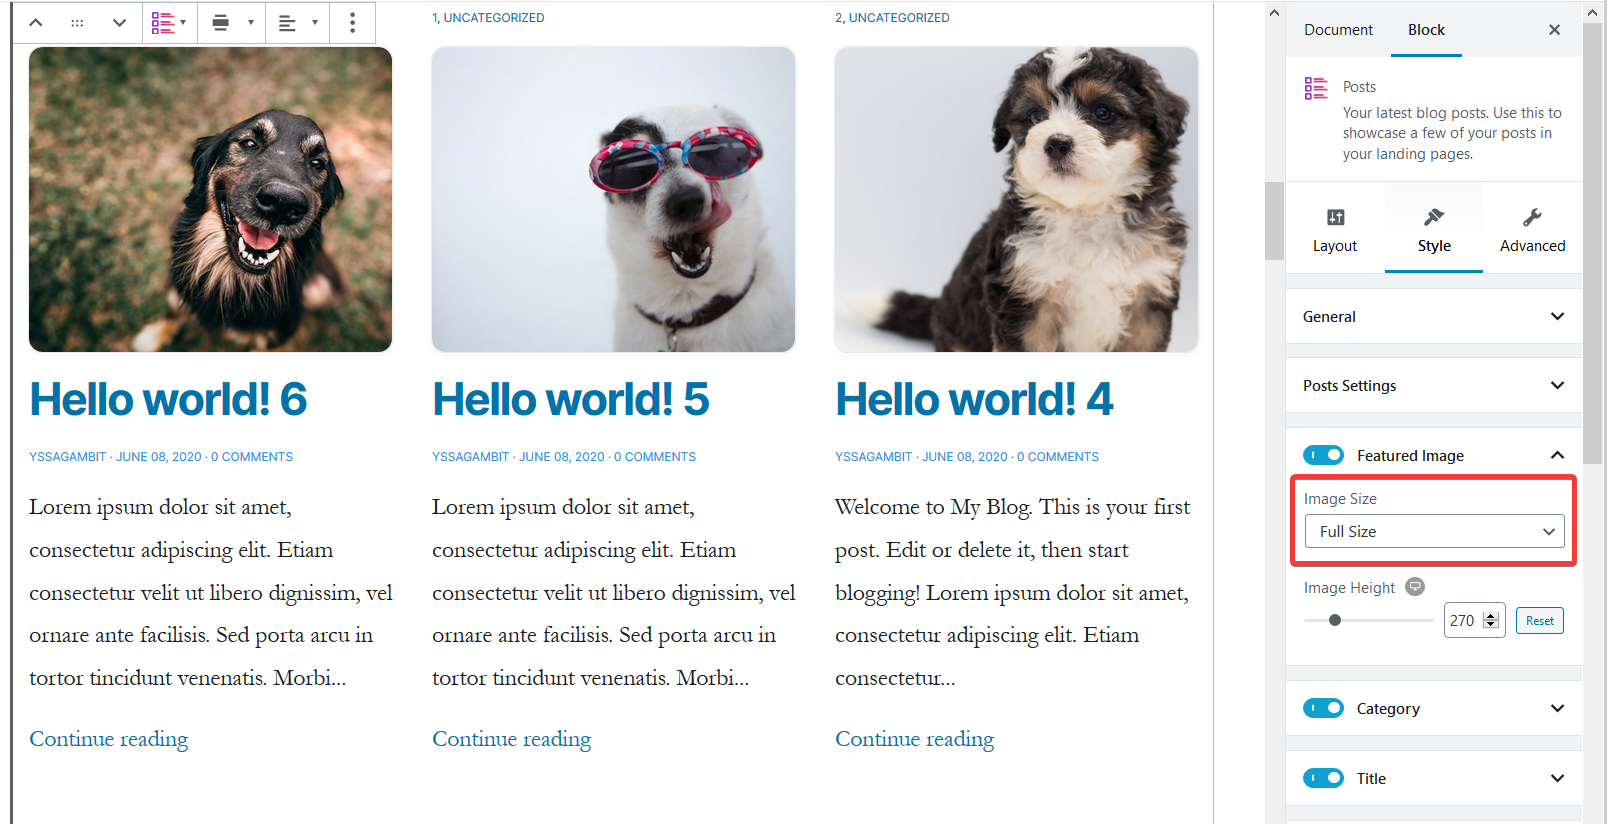 1, UNCATEGORIZED
2, UNCATEGORIZED
Hello world! 6
YSSAGAMBIT · JUNE 08, 2020 · 0 COMMENTS
Lorem ipsum dolor sit amet,
consectetur adipiscing elit. Etiam
consectetur velit ut libero dignissim, vel
ornare ante facilisis. Sed porta arcu in
tortor tincidunt venenatis. Morbi...
Continue reading
Hello world! 5
YSSAGAMBIT · JUNE 08, 2020 · 0 COMMENTS
Lorem ipsum dolor sit amet,
consectetur adipiscing elit. Etiam
consectetur velit ut libero dignissim, vel
ornare ante facilisis. Sed porta arcu in
tortor tincidunt venenatis. Morbi...
Continue reading
Hello world! 4
YSSAGAMBIT · JUNE 08, 2020 · 0 COMMENTS
Welcome to My Blog. This is your first
post. Edit or delete it, then start
blogging! Lorem ipsum dolor sit amet,
consectetur adipiscing elit. Etiam
consectetur...
Continue reading
Document Block
Posts
Your latest blog posts. Use this to
showcase a few of your posts in
your landing pages.
Layout Style Advanced
General
Posts Settings
Featured Image
Image Size
Full Size
Image Height
270 Reset
Category
Title